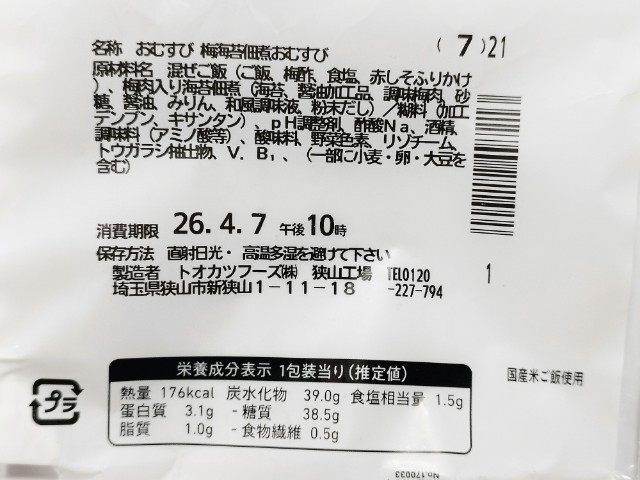 名称 おむすび 梅海苔佃煮おむすび
(7)21
原材料名 混ぜご飯(ご飯、梅酢、食塩、赤しそふりかけ
)、梅肉入り海苔佃煮(海苔、醤油加工品、調味梅肉、砂
糖、醤油、みりん、和風調味液、粉末だし)/糊料(加工
デンプン、キサンタン)、pH調整剤、酢酸Na、酒精、
調味料(アミノ酸等)、酸味料、野菜色素、リゾチーム、
トウガラシ抽出物、V.B₁、(一部に小麦・卵・大豆を
含む)
消費期限 26.4.7 午後10時
保存方法 直射日光・高温多湿を避けて下さい
製造者 トオカツフーズ㈱ 狭山工場 TEL0120
埼玉県狭山市新狭山1-11-18 -227-794
1
栄養成分表示 1包装当り(推定値)
熱量 176kcal 炭水化物 39.0g 食塩相当量 1.5g
蛋白質 3.1g -糖質 38.5g
脂質 1.0g -食物繊維 0.5g
国産米ご飯使用
プラ
No.170033